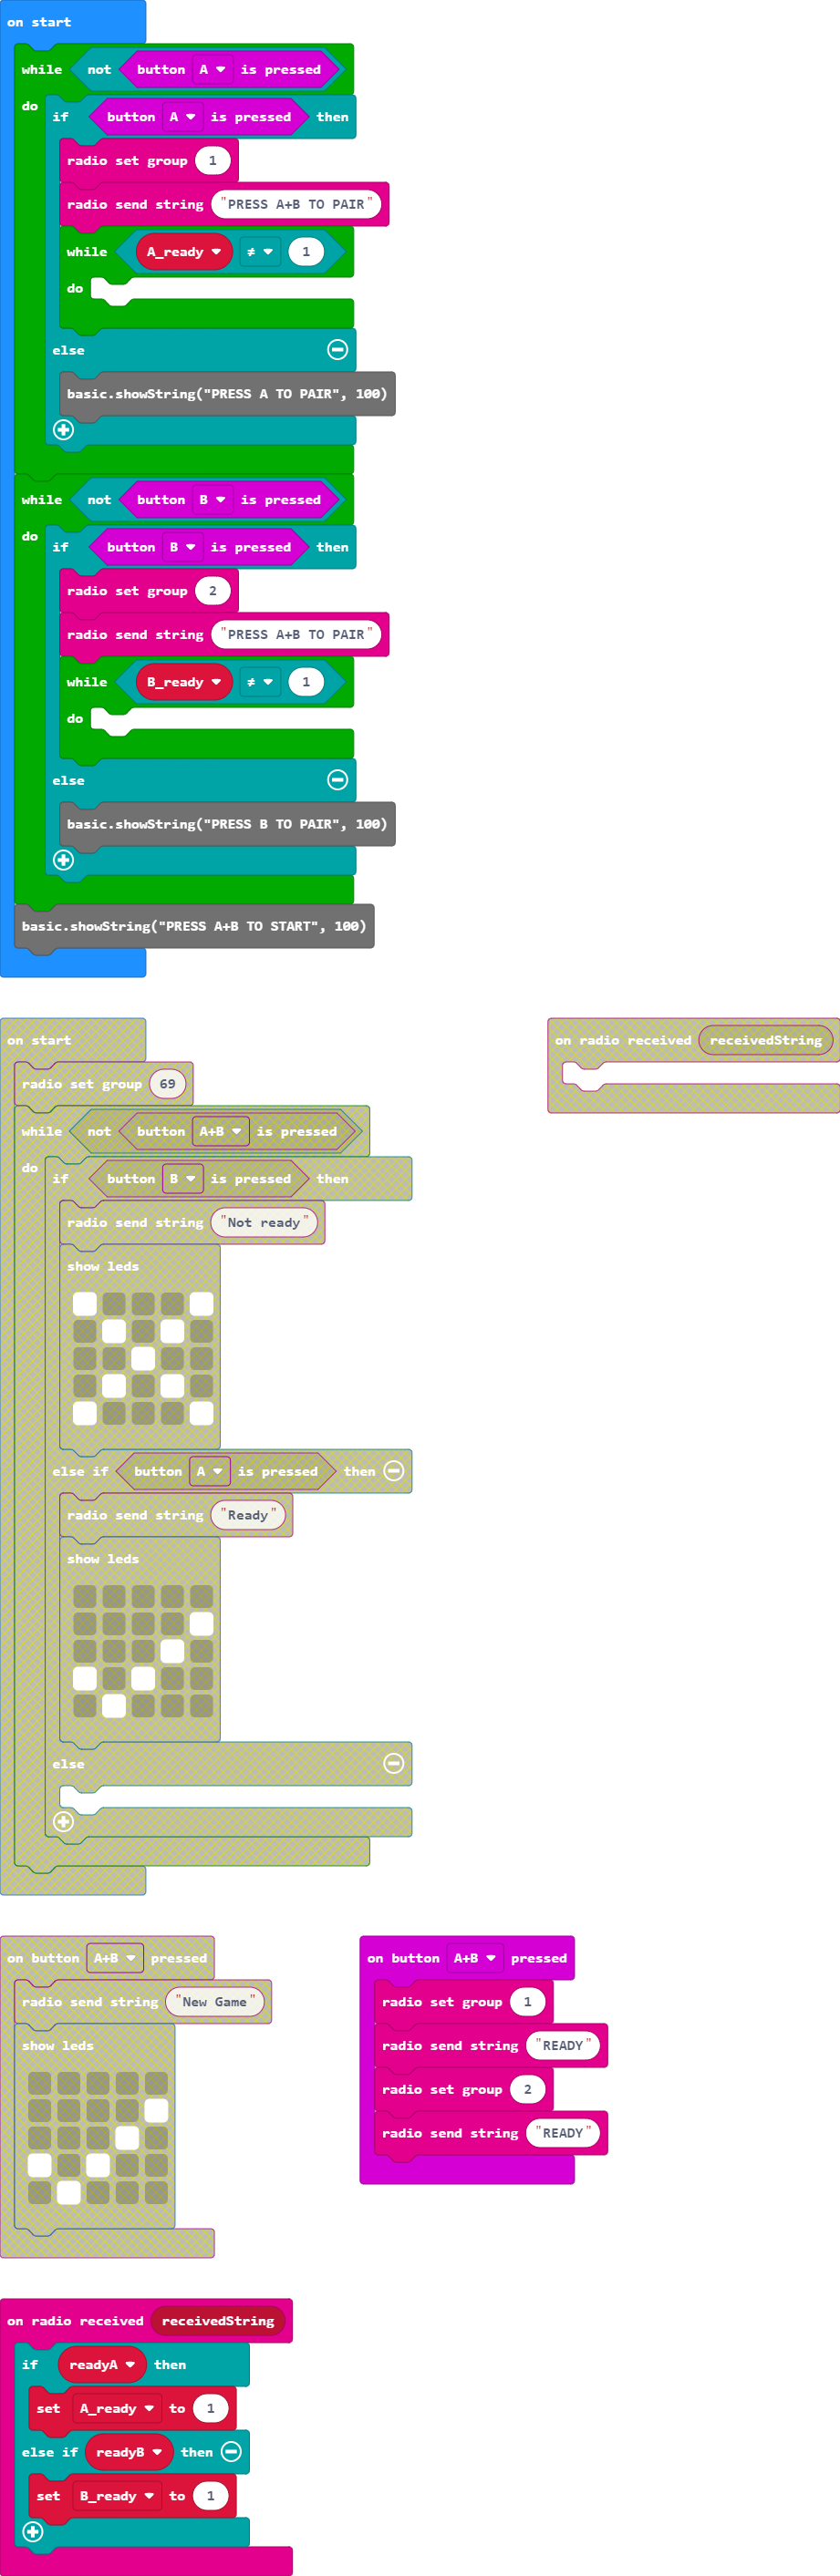 on start
while not button A is pressed
do
if button A is pressed then
radio set group 1
radio send string "PRESS A+B TO PAIR"
while A_ready ≠ 1
do
else
basic.showString("PRESS A TO PAIR", 100)
while not button B is pressed
do
if button B is pressed then
radio set group 2
radio send string "PRESS A+B TO PAIR"
while B_ready ≠ 1
do
else
basic.showString("PRESS B TO PAIR", 100)
basic.showString("PRESS A+B TO START", 100)
on start
radio set group 69
while not button A+B is pressed
do
if button B is pressed then
radio send string "Not ready"
show leds
else if button A is pressed then
radio send string "Ready"
show leds
else
on radio received receivedString
on button A+B pressed
radio send string "New Game"
show leds
on button A+B pressed
radio set group 1
radio send string "READY"
radio set group 2
radio send string "READY"
on radio received receivedString
if readyA then
set A_ready to 1
else if readyB then
set B_ready to 1